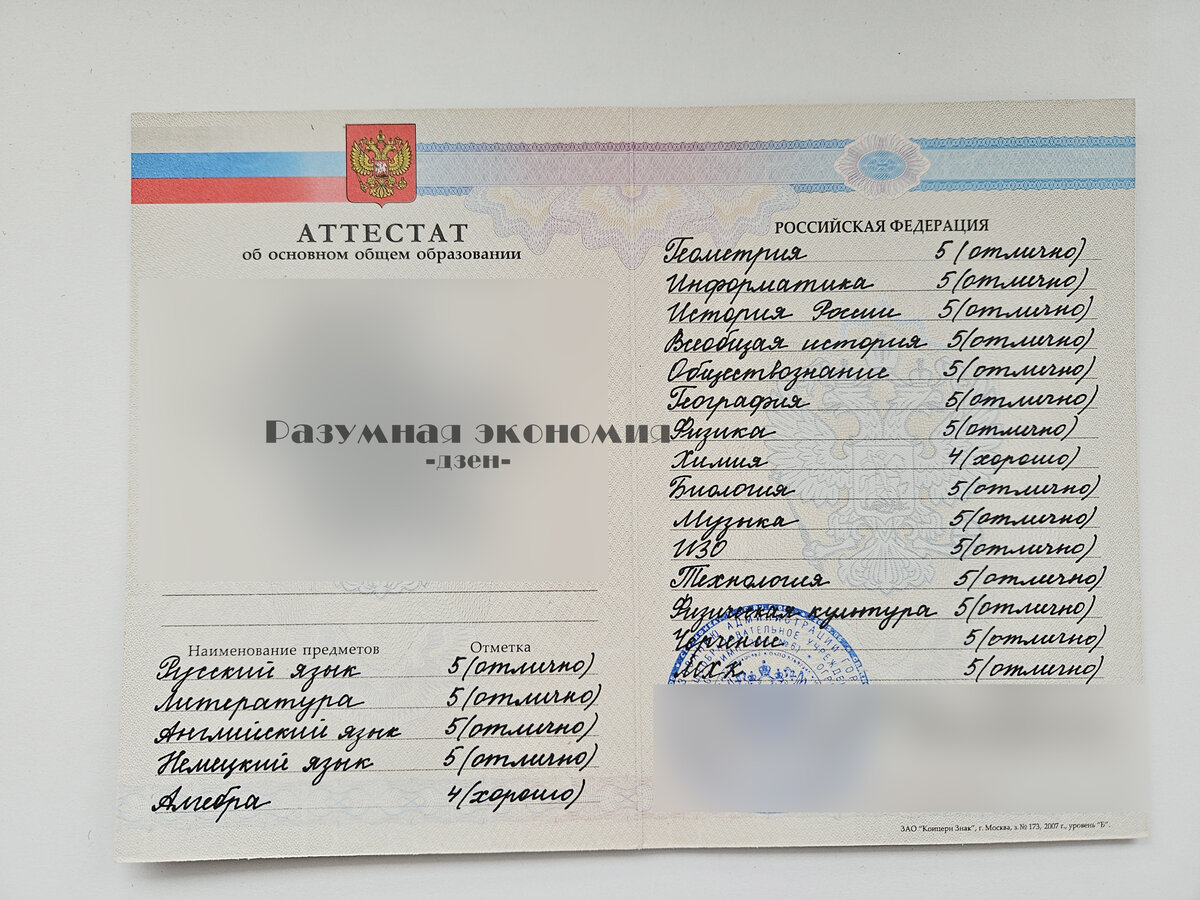 АТТЕСТАТ
об основном общем образовании
Разумная экономия
-дзен-
Наименование предметов Отметка
Русский язык 5 (отлично)
Литература 5 (отлично)
Английский язык 5 (отлично)
Немецкий язык 5 (отлично)
Алгебра 4 (хорошо)
РОССИЙСКАЯ ФЕДЕРАЦИЯ
Геометрия 5 (отлично)
Информатика 5 (отлично)
История России 5 (отлично)
Всеобщая история 5 (отлично)
Обществознание 5 (отлично)
География 5 (отлично)
Физика 5 (отлично)
Химия 4 (хорошо)
Биология 5 (отлично)
Музыка 5 (отлично)
ИЗО 5 (отлично)
Технология 5 (отлично)
Физическая культура 5 (отлично)
Черчение 5 (отлично)
МХК 5 (отлично)
АДМИНИСТРАЦИИ ГОР
ЗАО "Концерн Знак", г. Москва, з. № 173, 2007 г., уровень "Б".